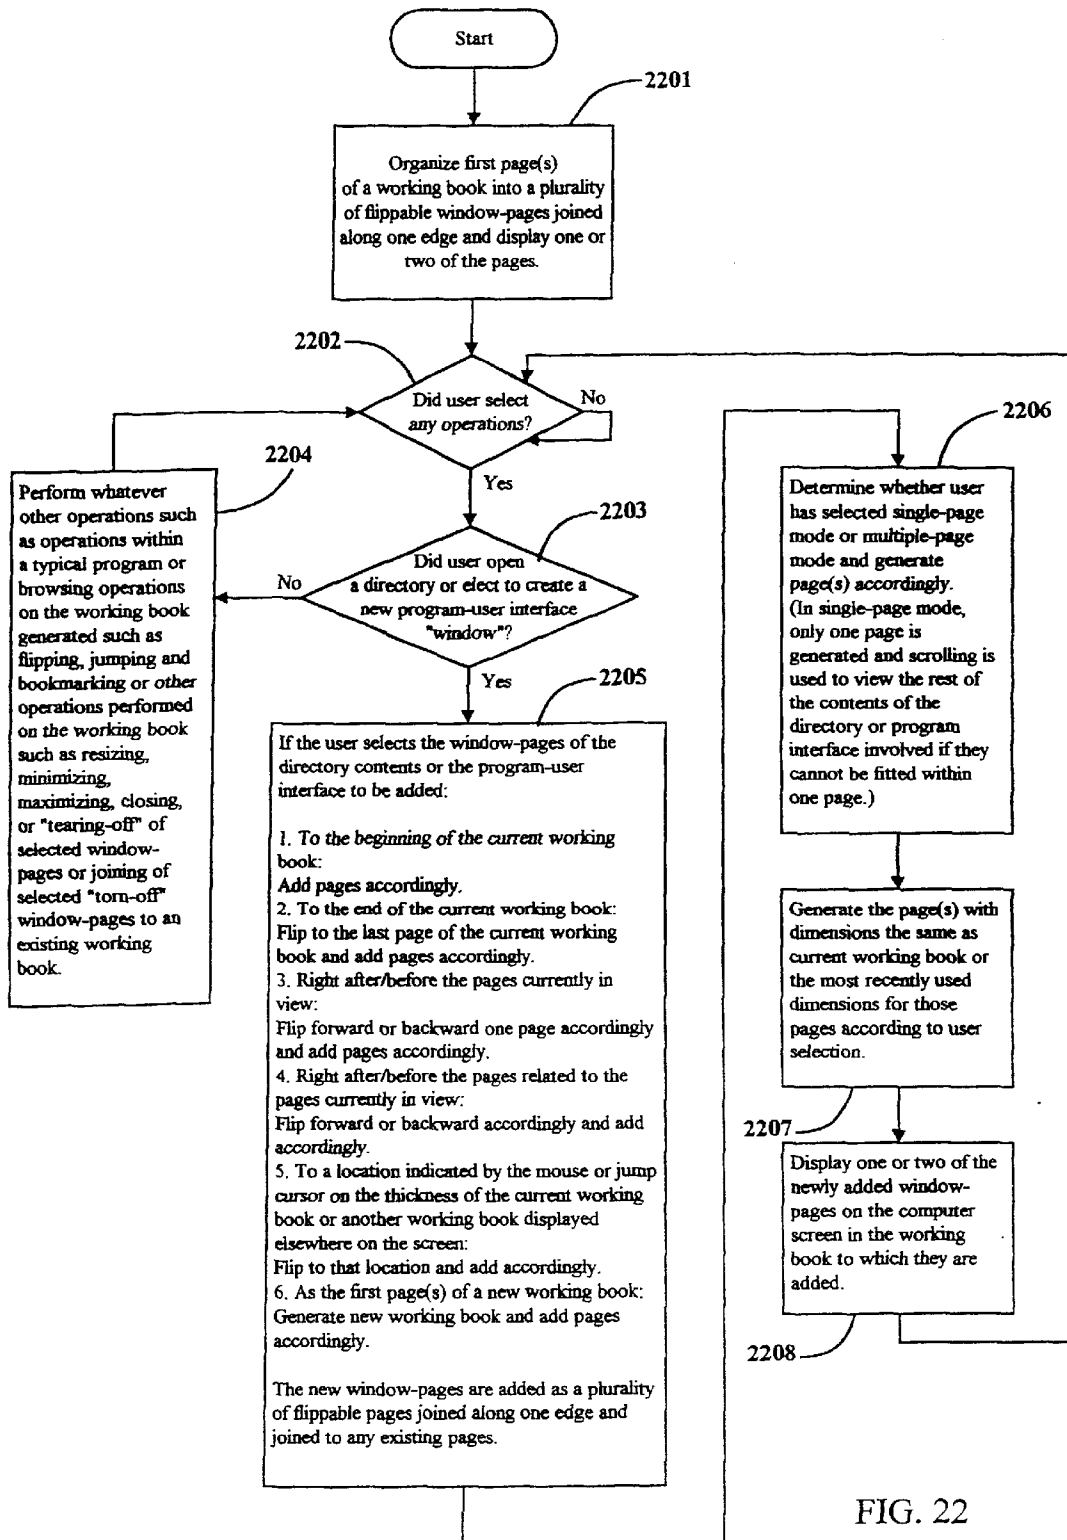 Start
2201
Organize first page(s)
of a working book into a plurality
of flippable window-pages joined
along one edge and display one or
two of the pages.
2202
Did user select
any operations?
No
Yes
2203
Did user open
a directory or elect to create a
new program-user interface
"window"?
No
Yes
2204
Perform whatever
other operations such
as operations within
a typical program or
browsing operations
on the working book
generated such as
flipping, jumping and
bookmarking or other
operations performed
on the working book
such as resizing,
minimizing,
maximizing, closing,
or "tearing-off" of
selected window-
pages or joining of
selected "torn-off"
window-pages to an
existing working
book.
2205
If the user selects the window-pages of the
directory contents or the program-user
interface to be added:
1. To the beginning of the current working
book:
Add pages accordingly.
2. To the end of the current working book:
Flip to the last page of the current working
book and add pages accordingly.
3. Right after/before the pages currently in
view:
Flip forward or backward one page accordingly
and add pages accordingly.
4. Right after/before the pages related to the
pages currently in view:
Flip forward or backward accordingly and add
accordingly.
5. To a location indicated by the mouse or jump
cursor on the thickness of the current working
book or another working book displayed
elsewhere on the screen:
Flip to that location and add accordingly.
6. As the first page(s) of a new working book:
Generate new working book and add pages
accordingly.
The new window-pages are added as a plurality
of flippable pages joined along one edge and
joined to any existing pages.
2206
Determine whether user
has selected single-page
mode or multiple-page
mode and generate
page(s) accordingly.
(In single-page mode,
only one page is
generated and scrolling is
used to view the rest of
the contents of the
directory or program
interface involved if they
cannot be fitted within
one page.)
Generate the page(s) with
dimensions the same as
current working book or
the most recently used
dimensions for those
pages according to user
selection.
2207
Display one or two of the
newly added window-
pages on the computer
screen in the working
book to which they are
added.
2208
FIG. 22